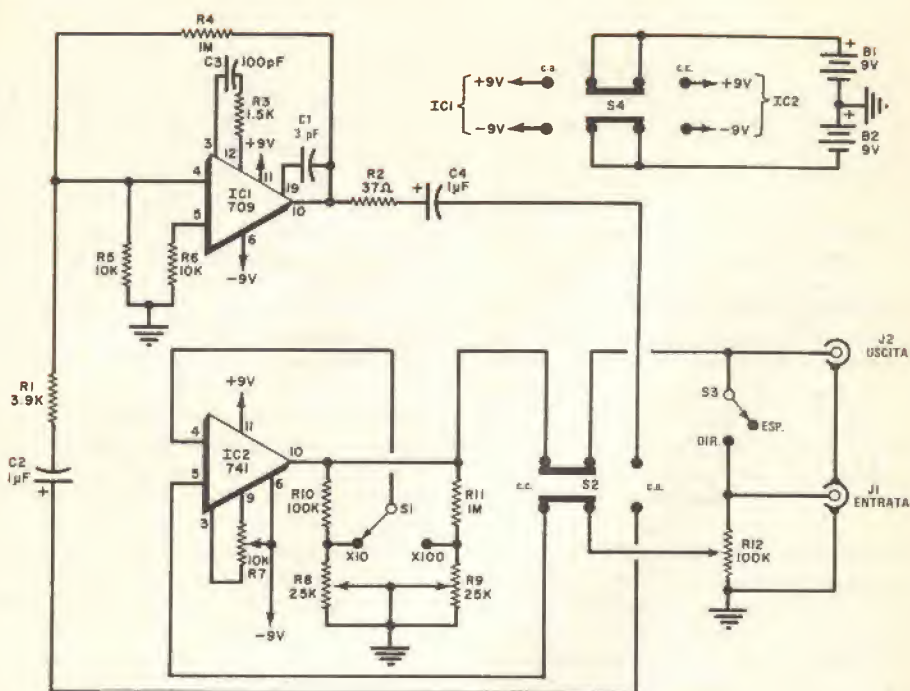 R4
1M
C3
100pF
R3
1.5K
+9V
C1
3pF
3
12
11
4
IC1
709
19
10
5
6
-9V
R5
10K
R6
10K
R2
37Ω
C4
+
1µF
c.a.
c.c.
IC1
+9V
-9V
S4
+9V
-9V
IC2
+
B1
9V
+
B2
9V
R1
3.9K
C2
1µF
+
+9V
4
11
IC2
741
10
5
9
6
3
10K
R7
-9V
R10
100K
S1
R11
1M
X10
X100
R8
25K
R9
25K
c.c.
S2
c.a.
J2
USCITA
S3
ESP.
DIR.
J1
ENTRATA
R12
100K